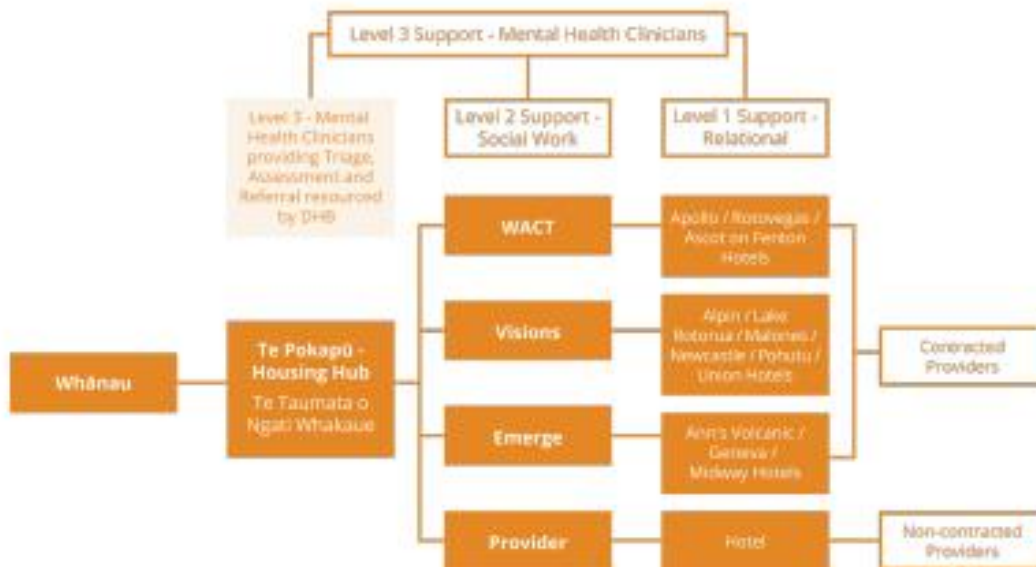 Level 3 Support - Mental Health Clinicians
Level 3 - Mental
Health Clinicians
providing Triage,
Assessment and
Referral resourced
by DHB
Level 2 Support -
Social Work
Level 1 Support -
Relational
WACT
Apollo / Rotovegas /
Ascot on Fenton
Hotels
Visions
Alpin / Lake
Rotorua / Malones /
Newcastle / Pohutu /
Union Hotels
Contracted
Providers
Whānau
Te Pokapū -
Housing Hub
Te Taumata o
Ngati Whakaue
Emerge
Ann's Volcanic /
Geneva /
Midway Hotels
Provider
Hotel
Non-contracted
Providers